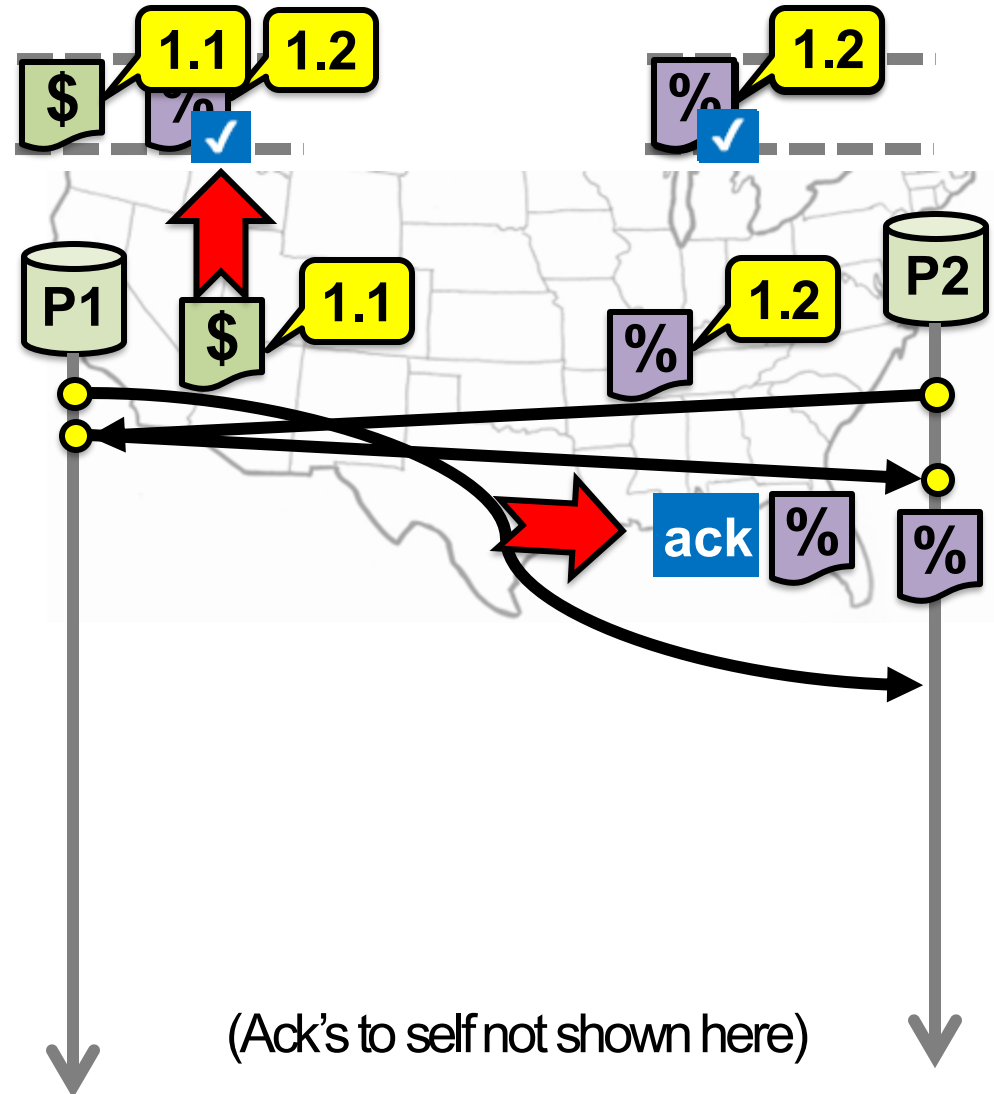 $ 1.1 % 1.2
✓
% 1.2
✓
P1
P2
$ 1.1
% 1.2
ack % %
(Ack's to self not shown here)